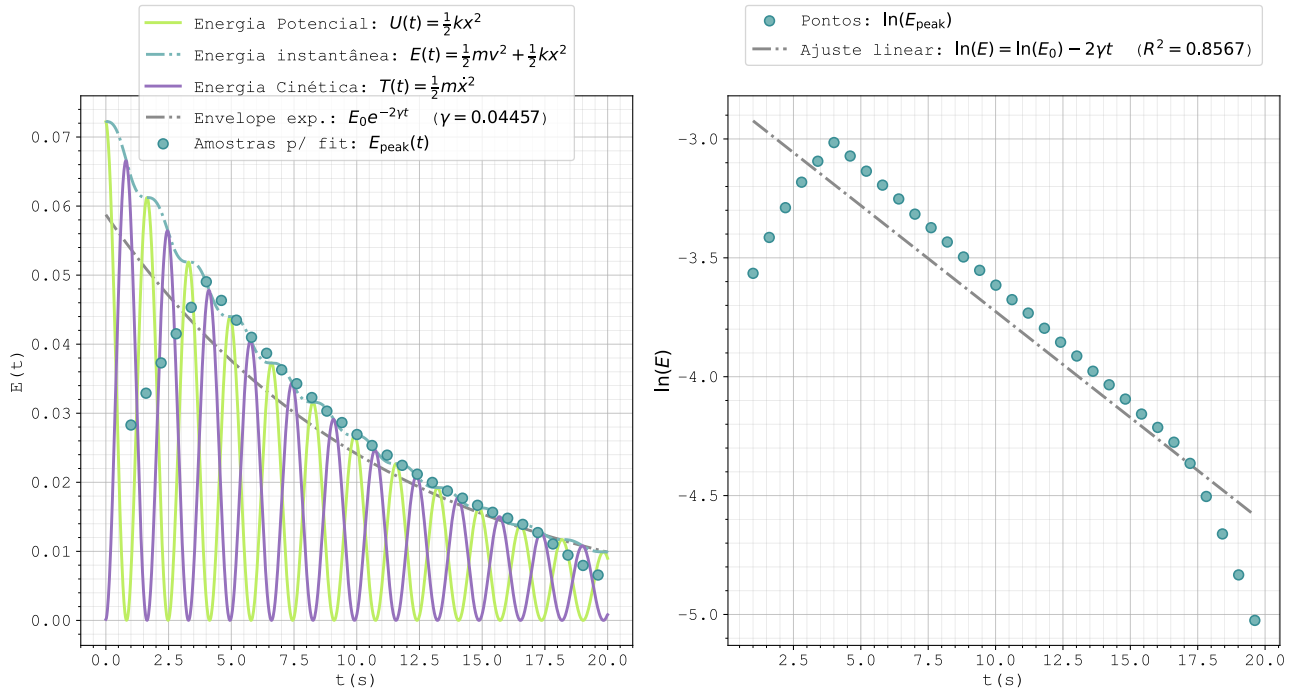 Energia Potencial: U(t) = ½kx²
Energia instantânea: E(t) = ½mv² + ½kx²
Energia Cinética: T(t) = ½mẋ²
Envelope exp.: E₀e⁻²ᵞᵗ (γ = 0.04457)
Amostras p/ fit: E_peak(t)
0.07
0.06
0.05
0.04
0.03
0.02
0.01
0.00
E(t)
0.0 2.5 5.0 7.5 10.0 12.5 15.0 17.5 20.0
t(s)
Pontos: ln(E_peak)
Ajuste linear: ln(E) = ln(E₀) − 2γt (R² = 0.8567)
−3.0
−3.5
−4.0
−4.5
−5.0
ln(E)
2.5 5.0 7.5 10.0 12.5 15.0 17.5 20.0
t(s)